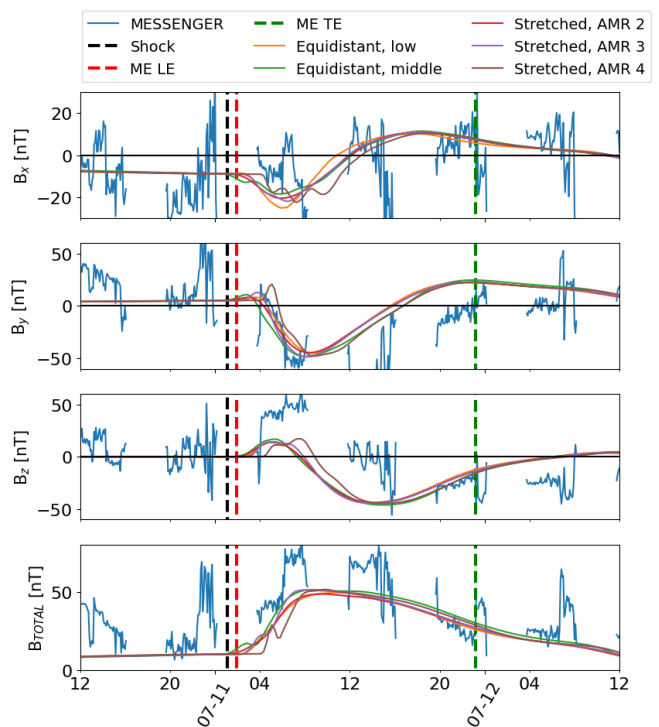 MESSENGER
Shock
ME LE
ME TE
Equidistant, low
Equidistant, middle
Stretched, AMR 2
Stretched, AMR 3
Stretched, AMR 4
B_X [nT]
20
0
−20
B_y [nT]
50
0
−50
B_z [nT]
50
0
−50
B_TOTAL [nT]
50
0
12 20 04 12 20 04 12
07-11 07-12